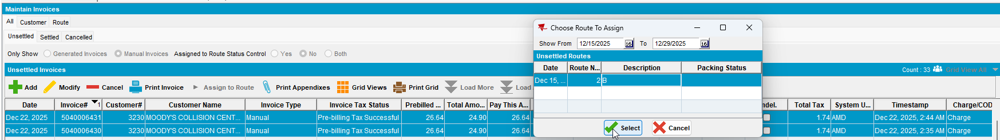 Maintain Invoices
All Customer Route
Unsettled Settled Cancelled
Only Show Generated Invoices Manual Invoices Assigned to Route Status Control Yes No Both
Unsettled Invoices Count : 33 Grid View All
Add Modify Cancel Print Invoice Assign to Route Print Appendixes Grid Views Print Grid Load More Load
Date Invoice# 1 Customer# Customer Name Invoice Type Invoice Tax Status Prebilled ... Total Amo... Pay This A... ndel. Total Tax System U... Timestamp Charge/COD
Dec 22, 2025 5040006431 3230 MOODY'S COLLISION CENT... Manual Pre-billing Tax Successful 26.64 24.90 26.64 1.74 AMD Dec 22, 2025, 2:44 AM Charge
Dec 22, 2025 5040006430 3230 MOODY'S COLLISION CENT... Manual Pre-billing Tax Successful 26.64 24.90 26.64 1.74 AMD Dec 22, 2025, 2:35 AM Charge
Choose Route To Assign
Show From 12/15/2025 16 To 12/29/2025 16
Unsettled Routes
Date Route N... Description Packing Status
Dec 15, ... 2 B
Select Cancel